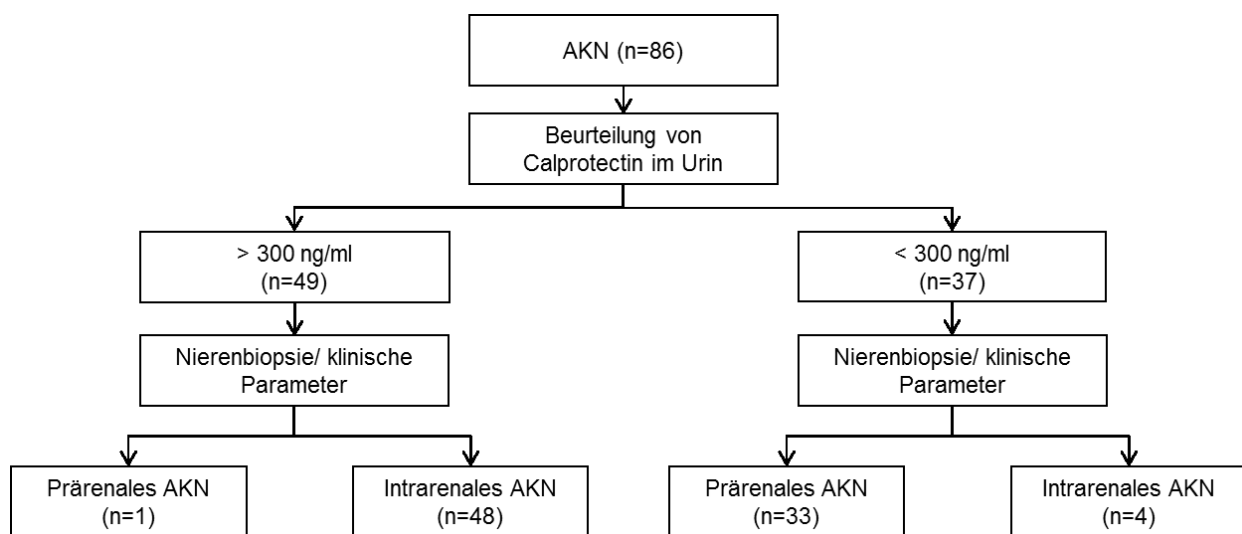 AKN (n=86)
Beurteilung von
Calprotectin im Urin
> 300 ng/ml
(n=49)
< 300 ng/ml
(n=37)
Nierenbiopsie/ klinische
Parameter
Nierenbiopsie/ klinische
Parameter
Prärenales AKN
(n=1)
Intrarenales AKN
(n=48)
Prärenales AKN
(n=33)
Intrarenales AKN
(n=4)